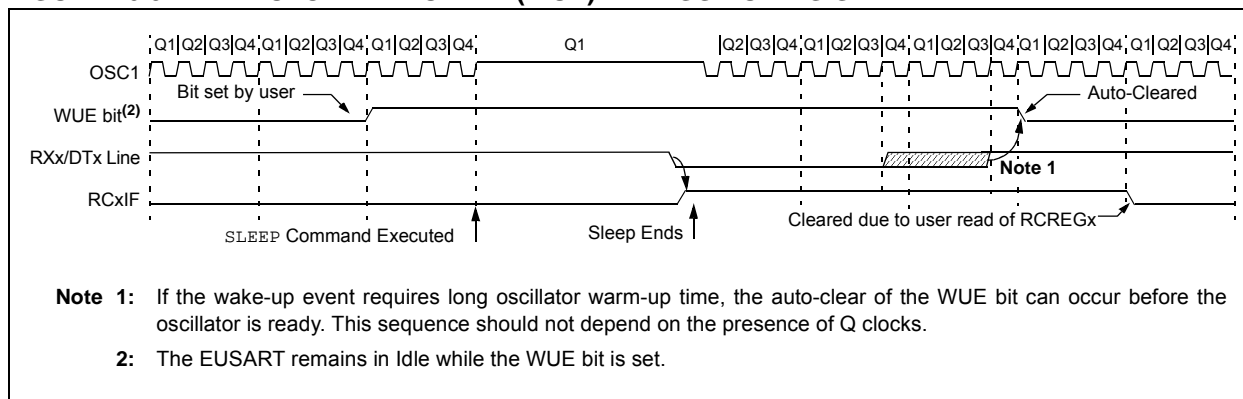 Q1 Q2 Q3 Q4 Q1 Q2 Q3 Q4 Q1 Q2 Q3 Q4 Q1 Q2 Q3 Q4 Q1 Q2 Q3 Q4 Q1 Q2 Q3 Q4 Q1 Q2 Q3 Q4
OSC1
Bit set by user
Auto-Cleared
WUE bit(2)
RXx/DTx Line
Note 1
RCxIF
Cleared due to user read of RCREGx
SLEEP Command Executed
Sleep Ends
Note 1: If the wake-up event requires long oscillator warm-up time, the auto-clear of the WUE bit can occur before the
oscillator is ready. This sequence should not depend on the presence of Q clocks.
2: The EUSART remains in Idle while the WUE bit is set.